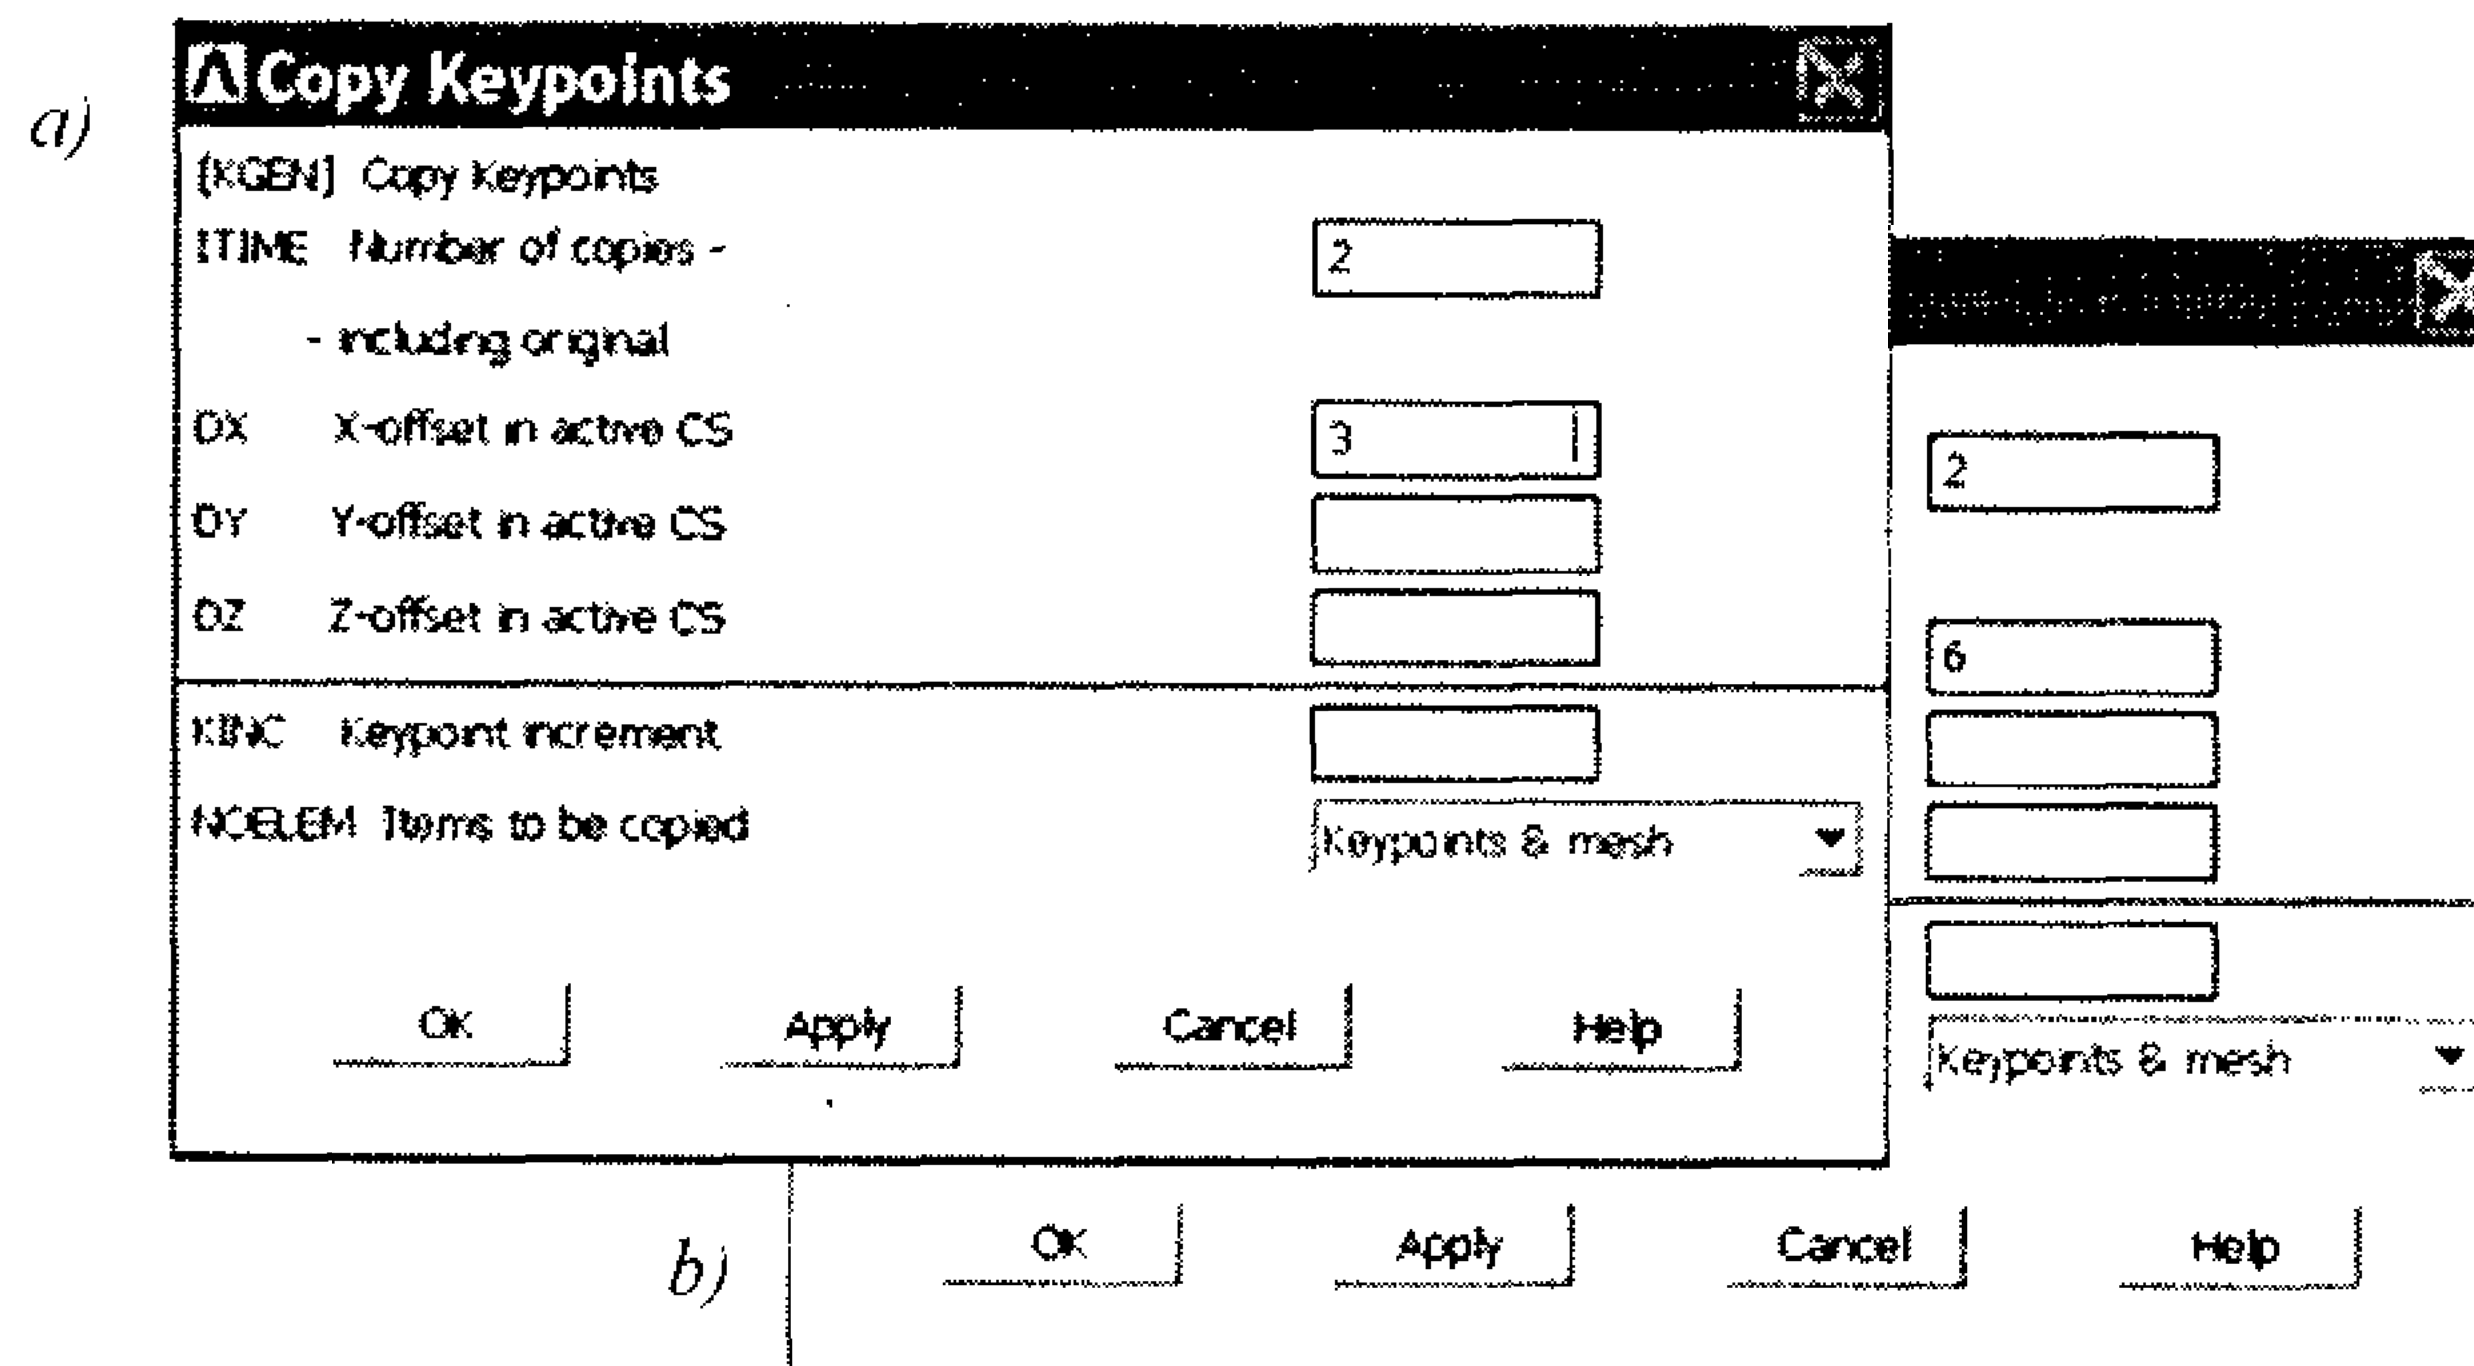 a)
Copy Keypoints
[KGEN] Copy Keypoints
ITIME Number of copies - 2
- including original
DX X-offset in active CS 3
DY Y-offset in active CS
DZ Z-offset in active CS
KINC Keypoint increment
NOELEM Items to be copied Keypoints & mesh
OK Apply Cancel Help
2
6
Keypoints & mesh
b)
OK Apply Cancel Help